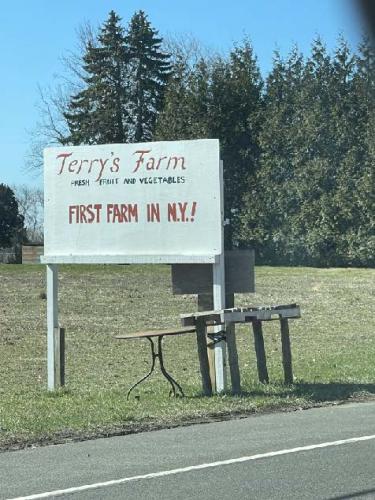 Terry's Farm
FRESH FRUIT AND VEGETABLES
FIRST FARM IN N.Y.!